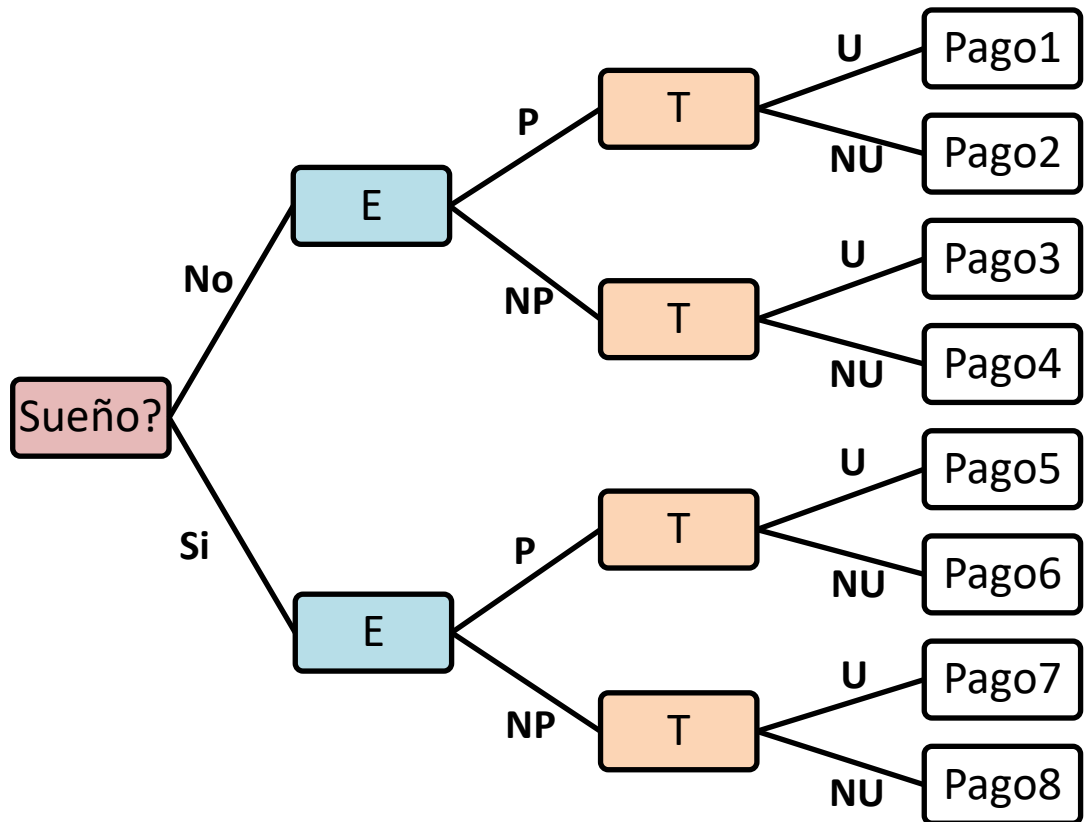 U
Pago1
T
P
NU
Pago2
E
U
Pago3
No
NP
T
NU
Pago4
Sueño?
U
Pago5
Si
P
T
NU
Pago6
E
U
Pago7
NP
T
NU
Pago8